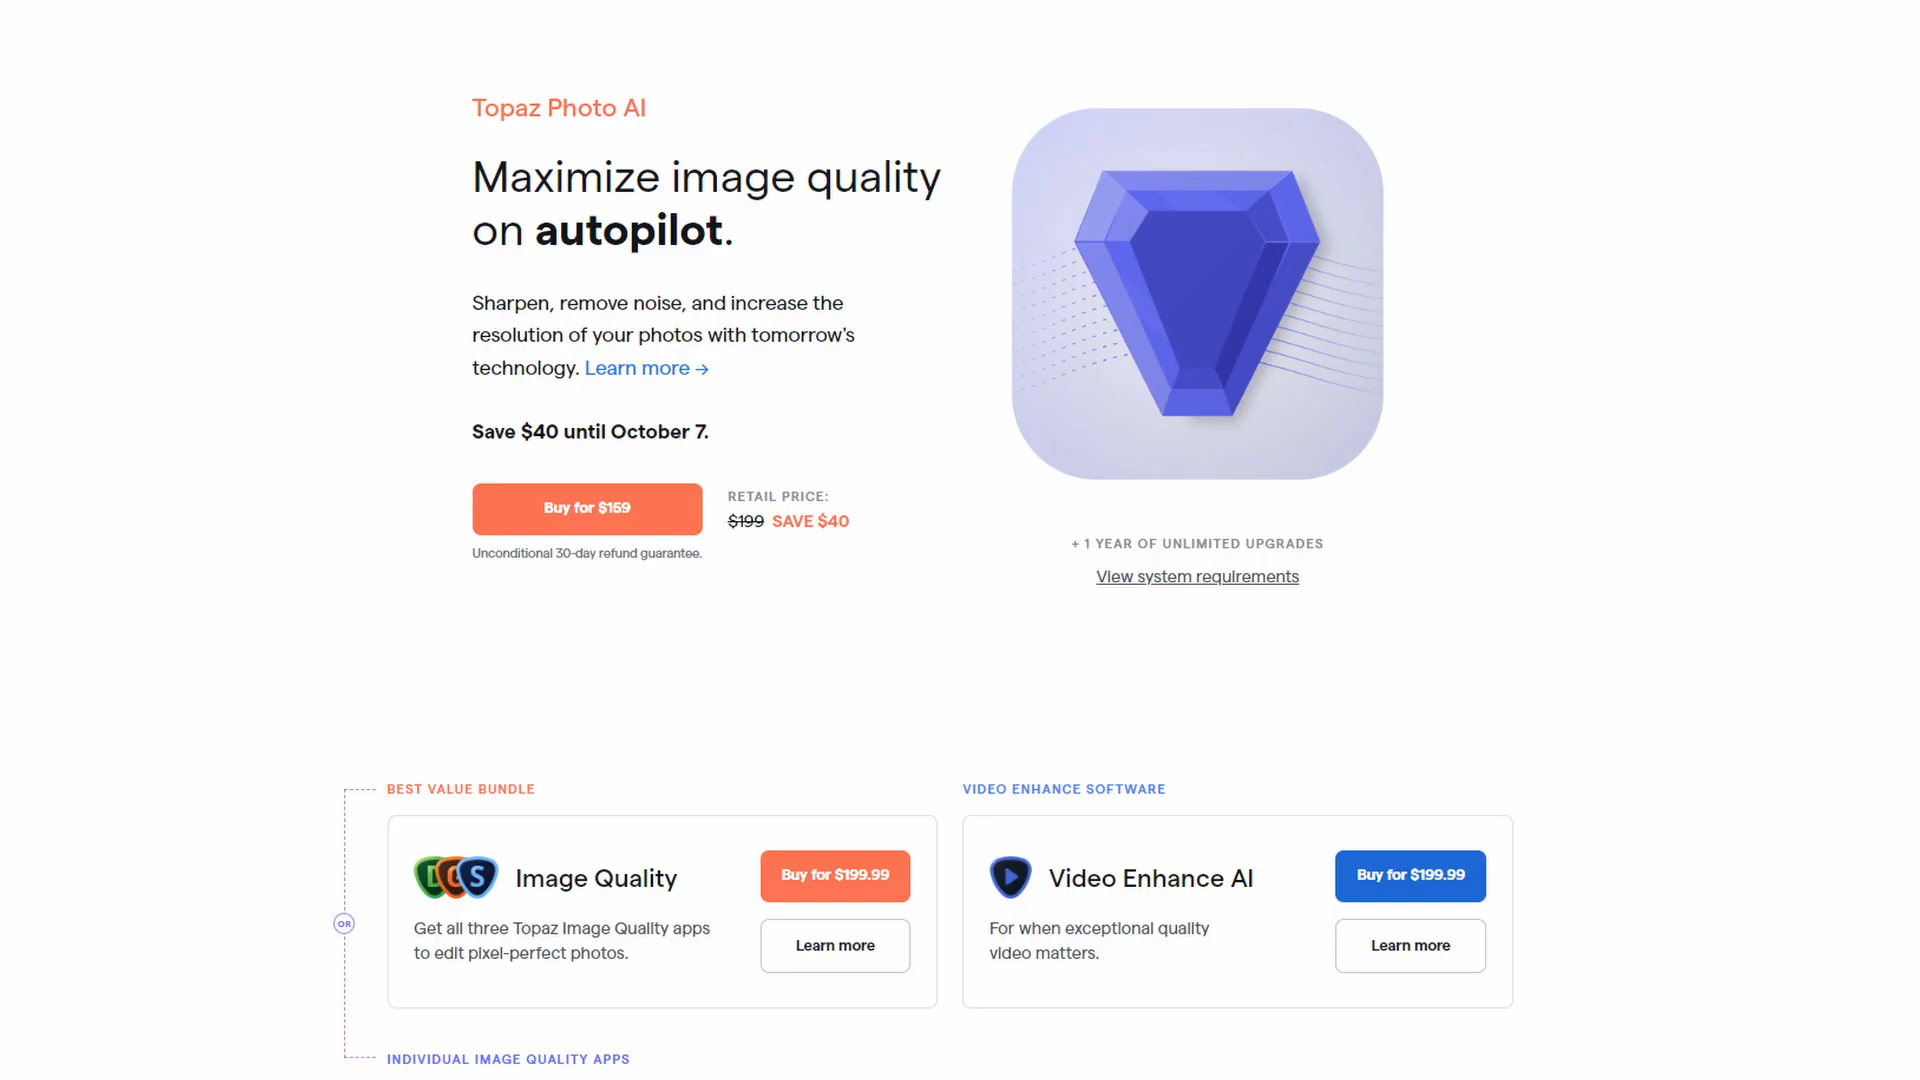 Topaz Photo AI
Maximize image quality
on autopilot.
Sharpen, remove noise, and increase the
resolution of your photos with tomorrow's
technology. Learn more →
Save $40 until October 7.
Buy for $159
RETAIL PRICE:
$199 SAVE $40
Unconditional 30-day refund guarantee.
+ 1 YEAR OF UNLIMITED UPGRADES
View system requirements
BEST VALUE BUNDLE
D G S
Image Quality
Buy for $199.99
Get all three Topaz Image Quality apps
to edit pixel-perfect photos.
Learn more
VIDEO ENHANCE SOFTWARE
Video Enhance AI
Buy for $199.99
For when exceptional quality
video matters.
Learn more
OR
INDIVIDUAL IMAGE QUALITY APPS